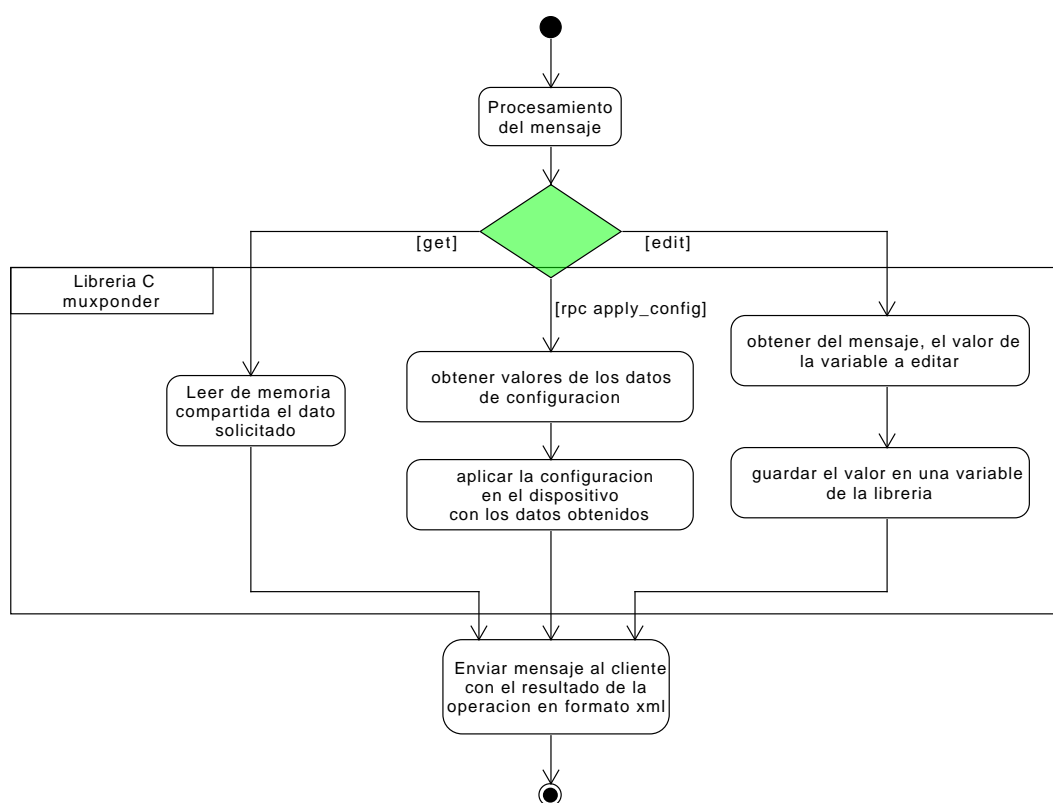 Procesamiento
del mensaje
[get]
[edit]
Libreria C
muxponder
[rpc apply_config]
obtener del mensaje, el valor de
la variable a editar
Leer de memoria
compartida el dato
solicitado
obtener valores de los datos
de configuracion
aplicar la configuracion
en el dispositivo
con los datos obtenidos
guardar el valor en una variable
de la libreria
Enviar mensaje al cliente
con el resultado de la
operacion en formato xml